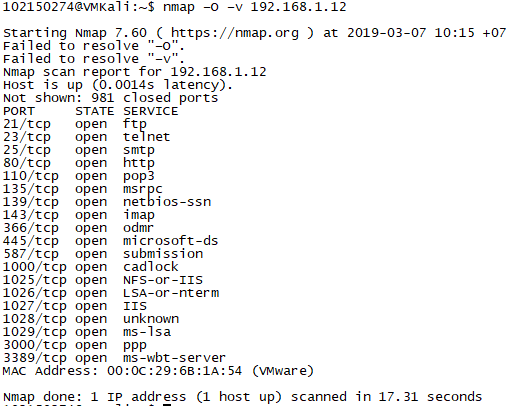 102150274@VMKali:~$ nmap –O –v 192.168.1.12
Starting Nmap 7.60 ( https://nmap.org ) at 2019-03-07 10:15 +07
Failed to resolve "–O".
Failed to resolve "–v".
Nmap scan report for 192.168.1.12
Host is up (0.0014s latency).
Not shown: 981 closed ports
PORT     STATE SERVICE
21/tcp   open  ftp
23/tcp   open  telnet
25/tcp   open  smtp
80/tcp   open  http
110/tcp  open  pop3
135/tcp  open  msrpc
139/tcp  open  netbios-ssn
143/tcp  open  imap
366/tcp  open  odmr
445/tcp  open  microsoft-ds
587/tcp  open  submission
1000/tcp open  cadlock
1025/tcp open  NFS-or-IIS
1026/tcp open  LSA-or-nterm
1027/tcp open  IIS
1028/tcp open  unknown
1029/tcp open  ms-lsa
3000/tcp open  ppp
3389/tcp open  ms-wbt-server
MAC Address: 00:0C:29:6B:1A:54 (VMware)
Nmap done: 1 IP address (1 host up) scanned in 17.31 seconds